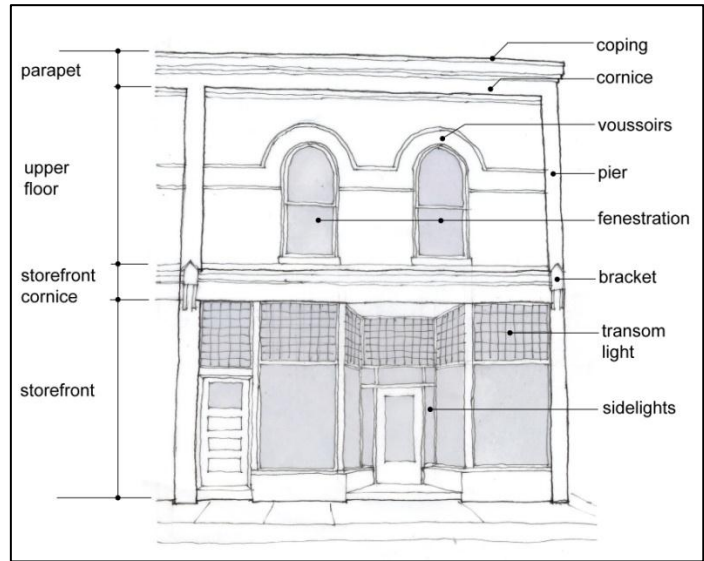 parapet
upper
floor
storefront
cornice
storefront
coping
cornice
voussoirs
pier
fenestration
bracket
transom
light
sidelights